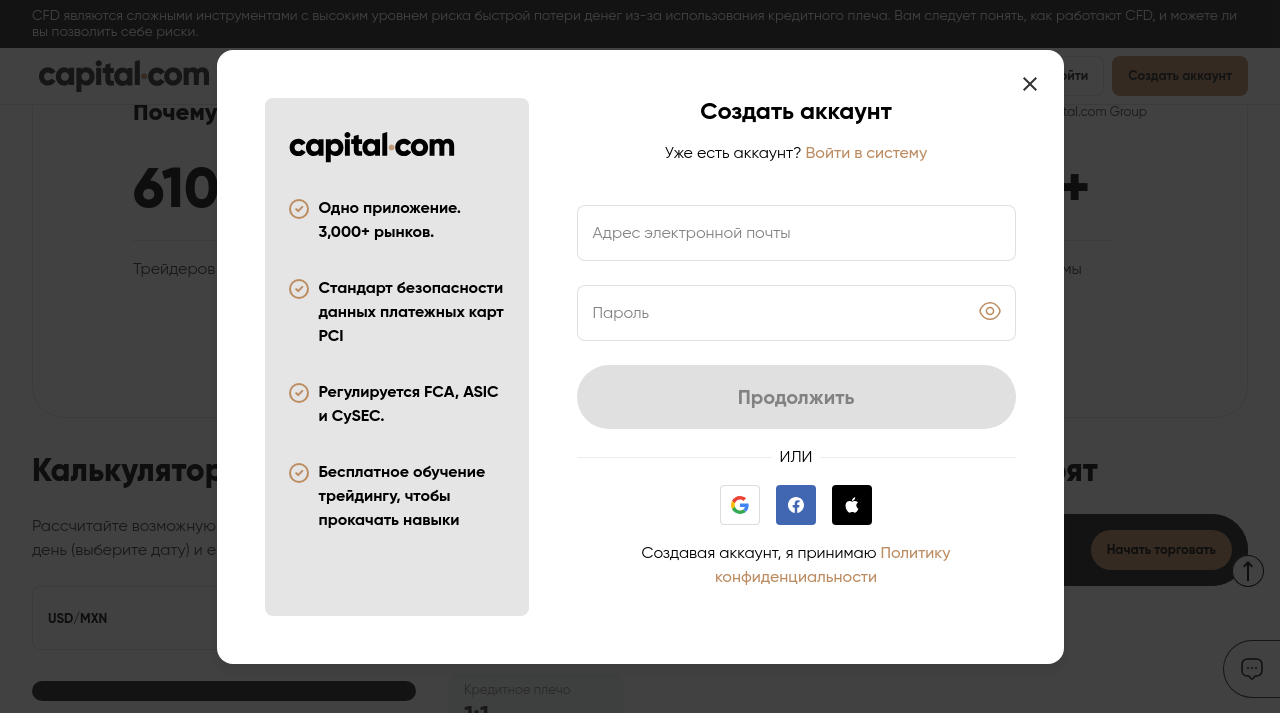 CFD являются сложными инструментами с высоким уровнем риска быстрой потери денег из-за использования кредитного плеча. Вам следует понять, как работают CFD, и можете ли
вы позволить себе риски.
capital.com
Создать аккаунт
Почему
tal.com Group
610
+
Трейдеров
Калькулятор
Рассчитайте возможную
день (выберите дату) и
USD/MXN
Начать торговать
Кредитное плечо
1:1
capital.com
Одно приложение.
3,000+ рынков.
Стандарт безопасности
данных платежных карт
PCI
Регулируется FCA, ASIC
и CySEC.
Бесплатное обучение
трейдингу, чтобы
прокачать навыки
Создать аккаунт
Уже есть аккаунт? Войти в систему
Адрес электронной почты
Пароль
Продолжить
ИЛИ
Создавая аккаунт, я принимаю Политику
конфиденциальности